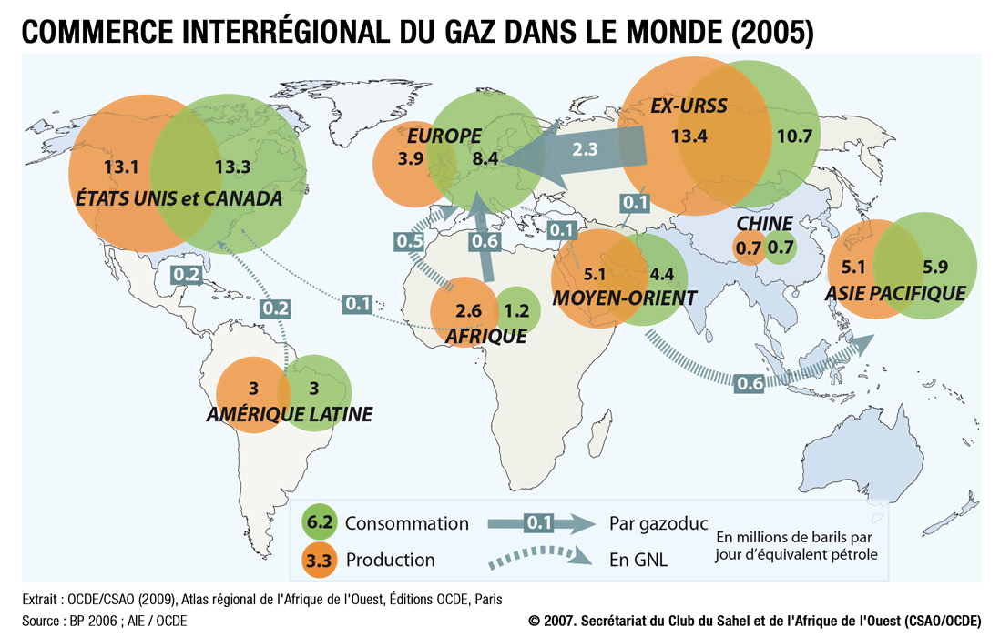 COMMERCE INTERRÉGIONAL DU GAZ DANS LE MONDE (2005)
EX-URSS
13.4
10.7
EUROPE
3.9
8.4
2.3
13.1
13.3
ÉTATS UNIS et CANADA
0.1
CHINE
0.7
0.7
0.5
0.6
0.1
5.1
4.4
MOYEN-ORIENT
5.1
5.9
ASIE PACIFIQUE
0.2
0.2
0.1
2.6
1.2
AFRIQUE
0.6
3
3
AMÉRIQUE LATINE
6.2 Consommation
0.1 Par gazoduc
3.3 Production
En GNL
En millions de barils par
jour d'équivalent pétrole
Extrait : OCDE/CSAO (2009), Atlas régional de l'Afrique de l'Ouest, Éditions OCDE, Paris
Source : BP 2006 ; AIE / OCDE
© 2007. Secrétariat du Club du Sahel et de l'Afrique de l'Ouest (CSAO/OCDE)